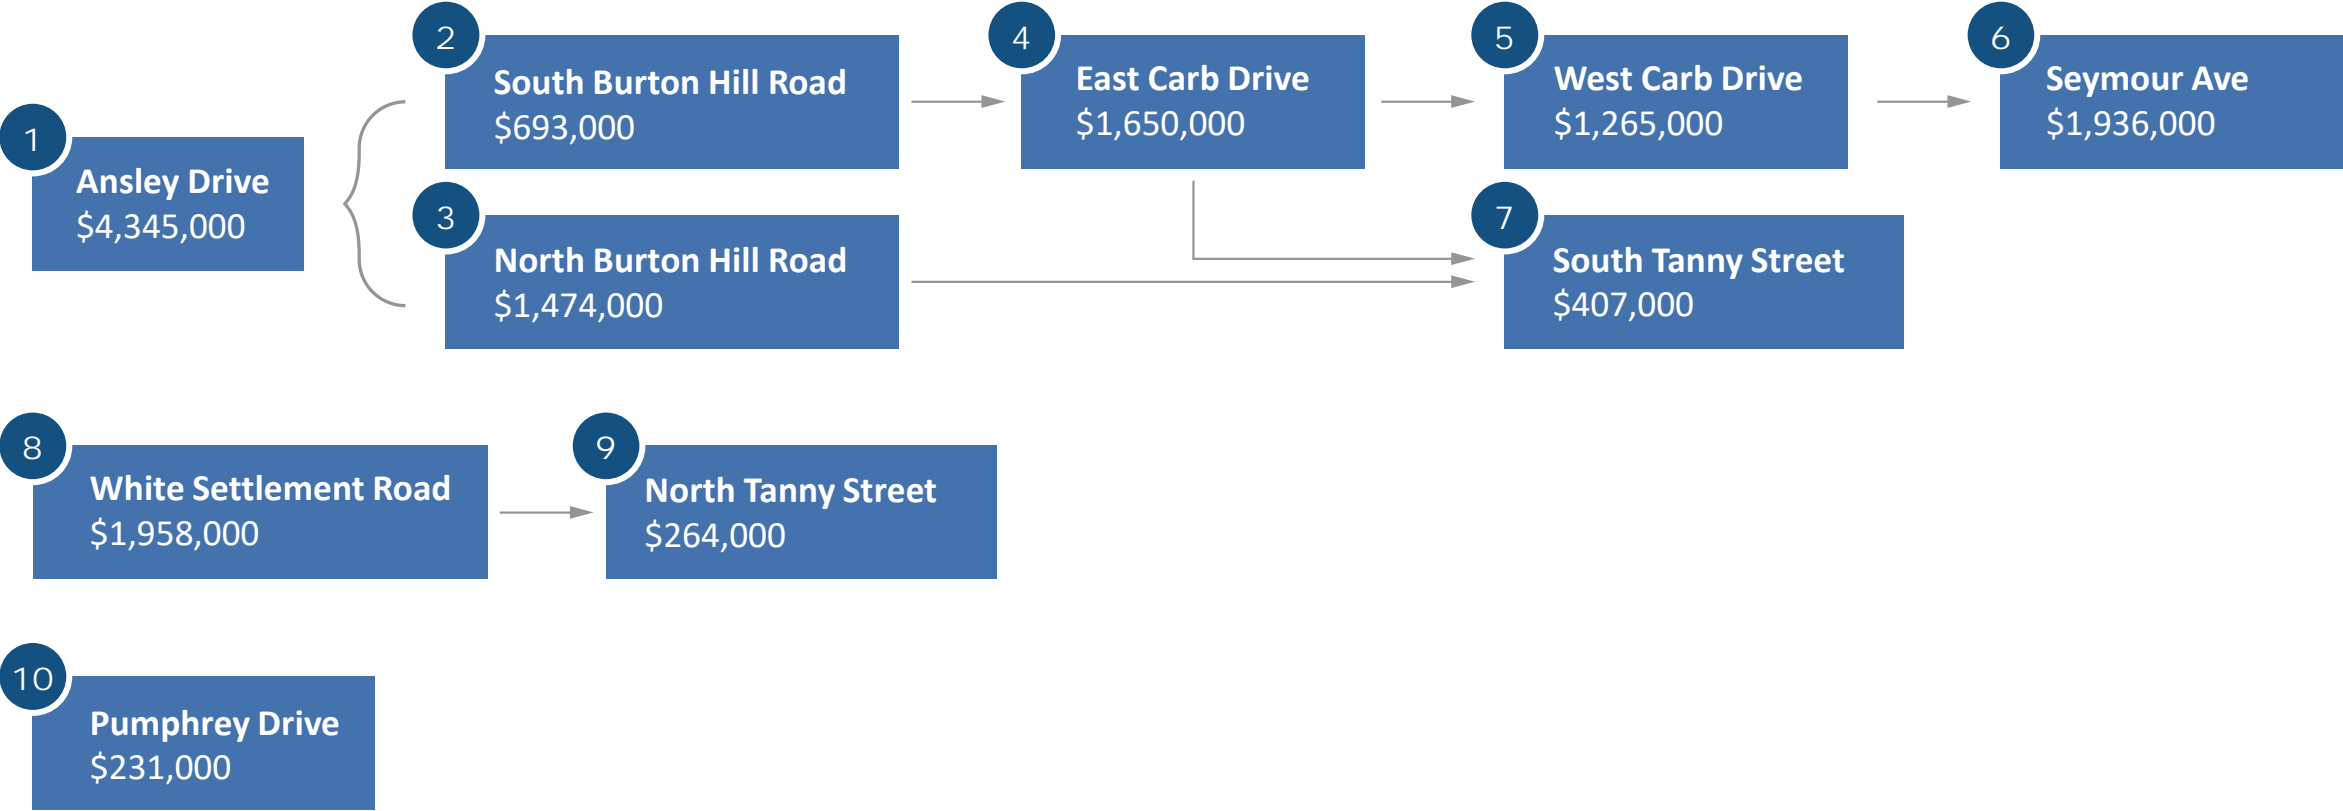 1
Ansley Drive
$4,345,000
2
South Burton Hill Road
$693,000
3
North Burton Hill Road
$1,474,000
4
East Carb Drive
$1,650,000
5
West Carb Drive
$1,265,000
6
Seymour Ave
$1,936,000
7
South Tanny Street
$407,000
8
White Settlement Road
$1,958,000
9
North Tanny Street
$264,000
10
Pumphrey Drive
$231,000